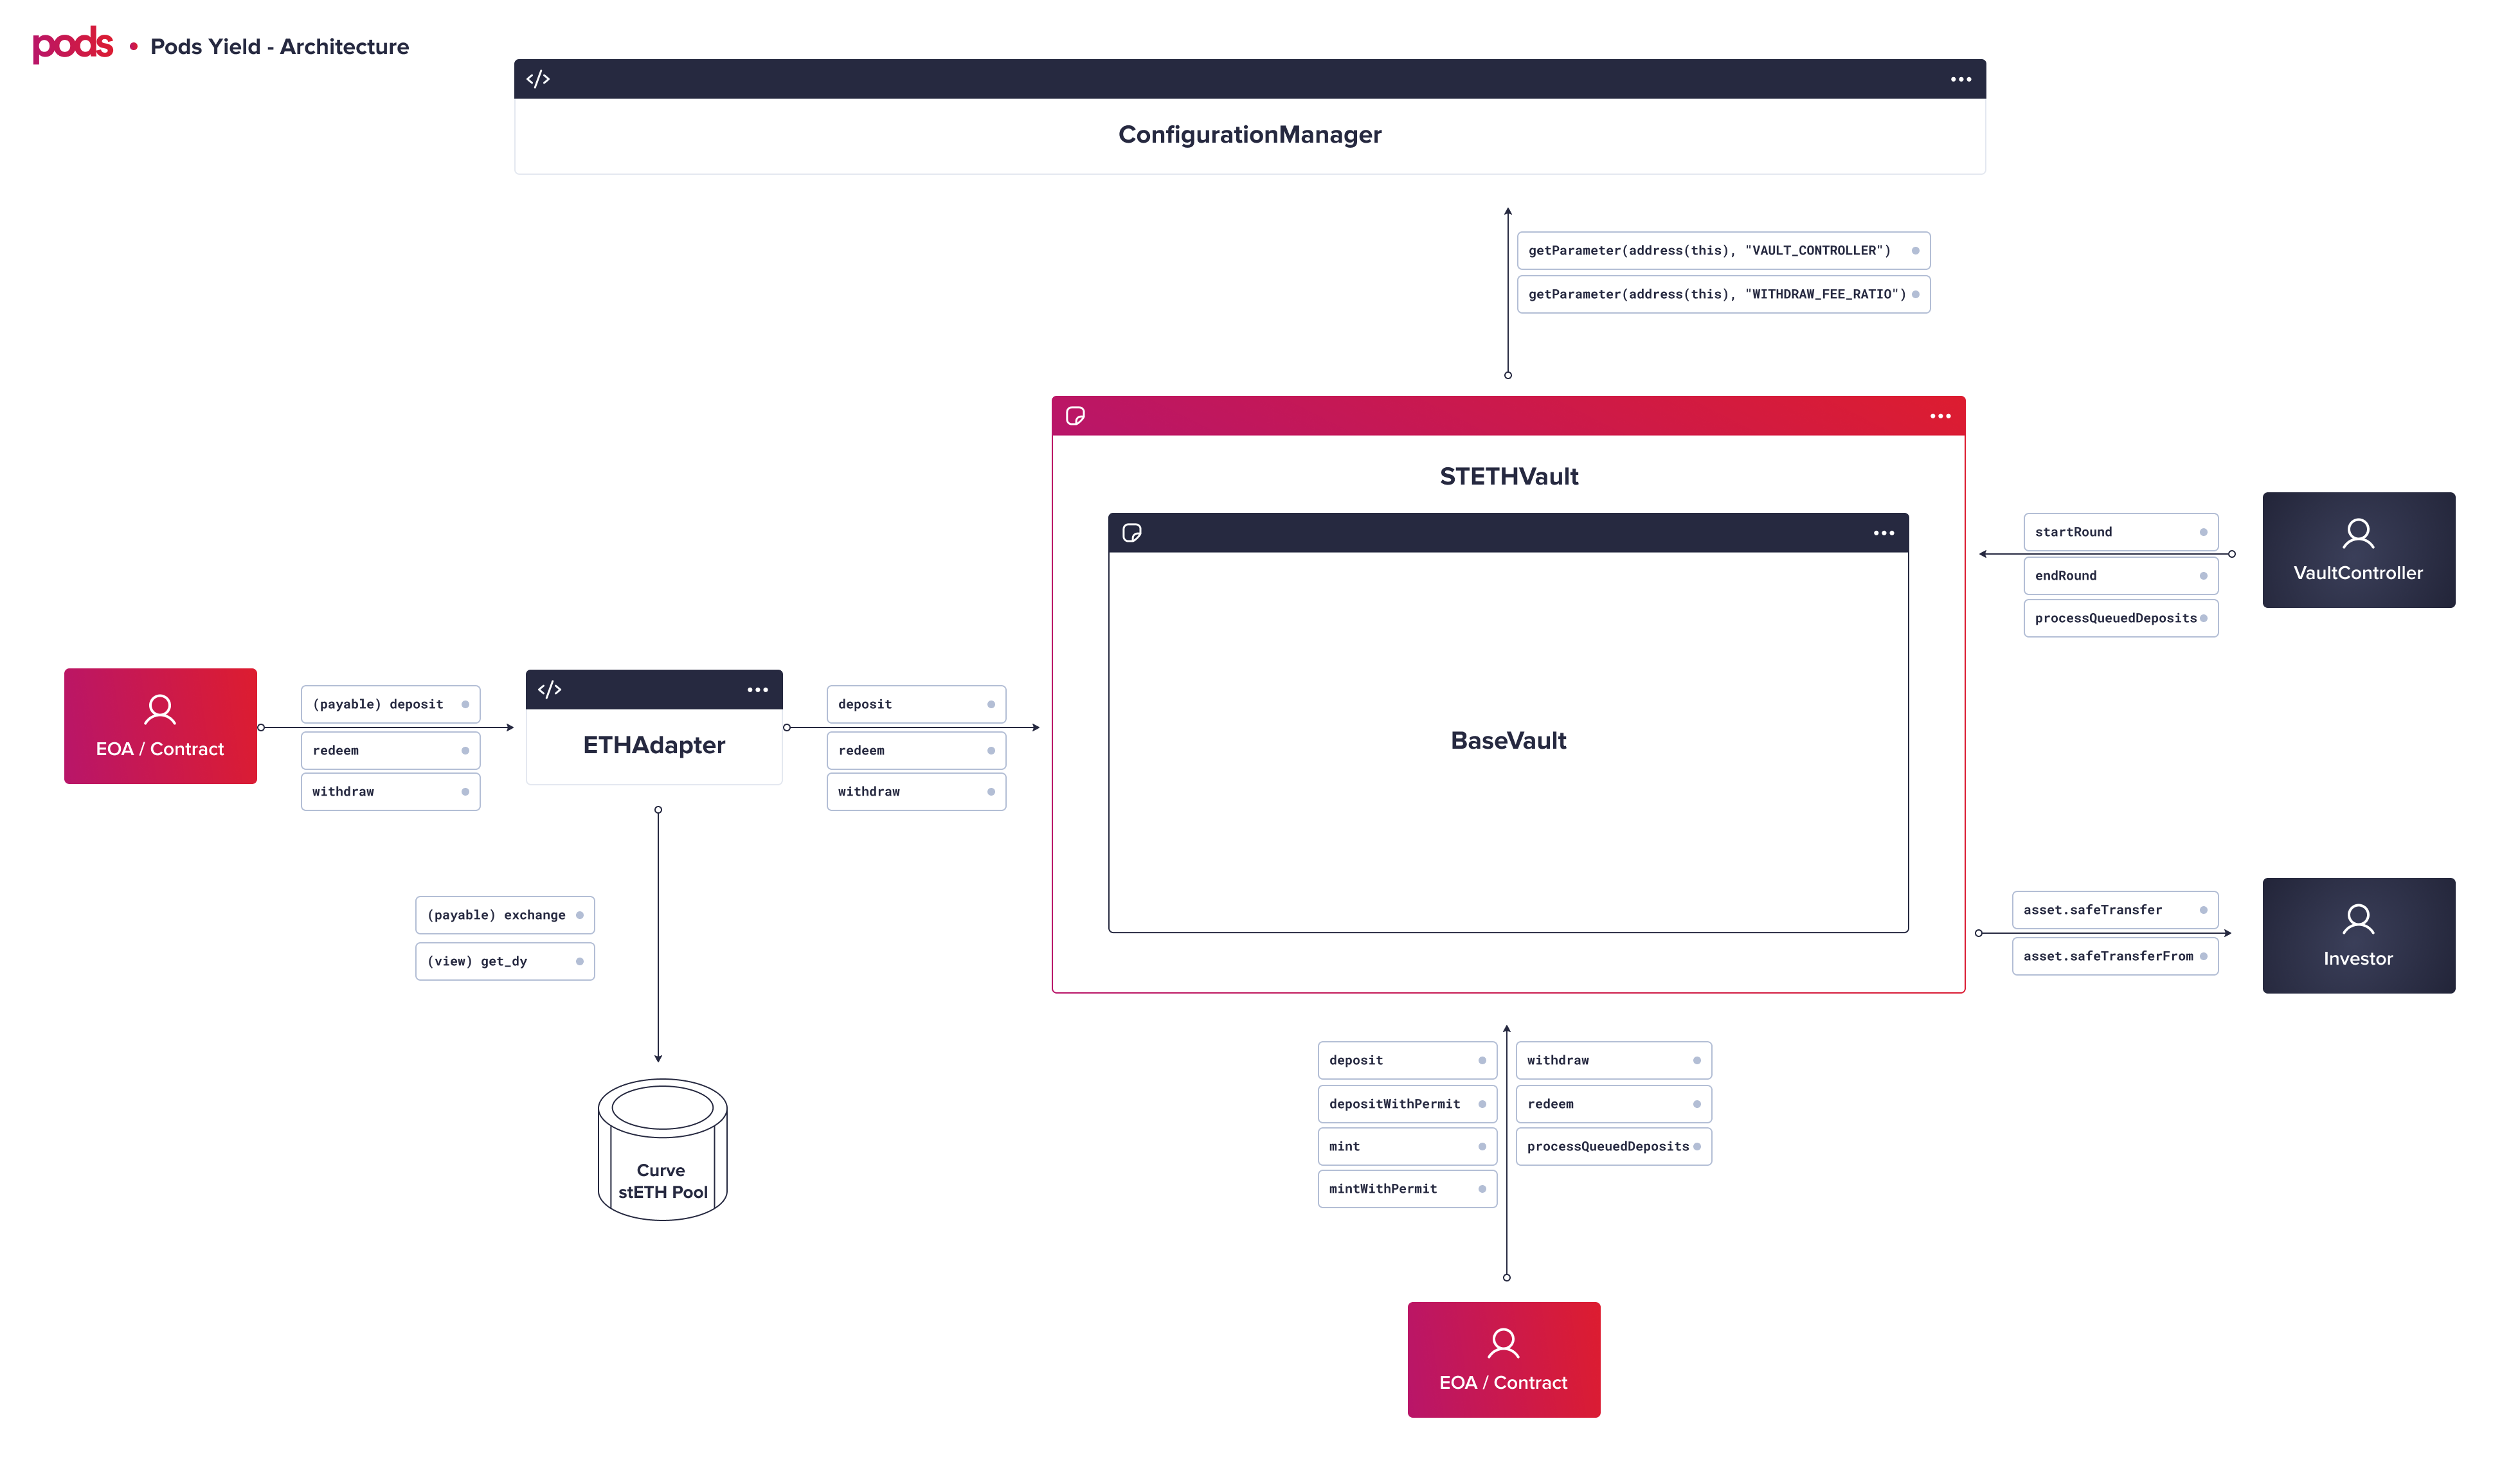 pods • Pods Yield - Architecture
</>
ConfigurationManager
getParameter(address(this), "VAULT_CONTROLLER")
getParameter(address(this), "WITHDRAW_FEE_RATIO")
STETHVault
BaseVault
startRound
endRound
processQueuedDeposits
VaultController
EOA / Contract
(payable) deposit
redeem
withdraw
</>
ETHAdapter
deposit
redeem
withdraw
(payable) exchange
(view) get_dy
Curve
stETH Pool
asset.safeTransfer
asset.safeTransferFrom
Investor
deposit
depositWithPermit
mint
mintWithPermit
withdraw
redeem
processQueuedDeposits
EOA / Contract